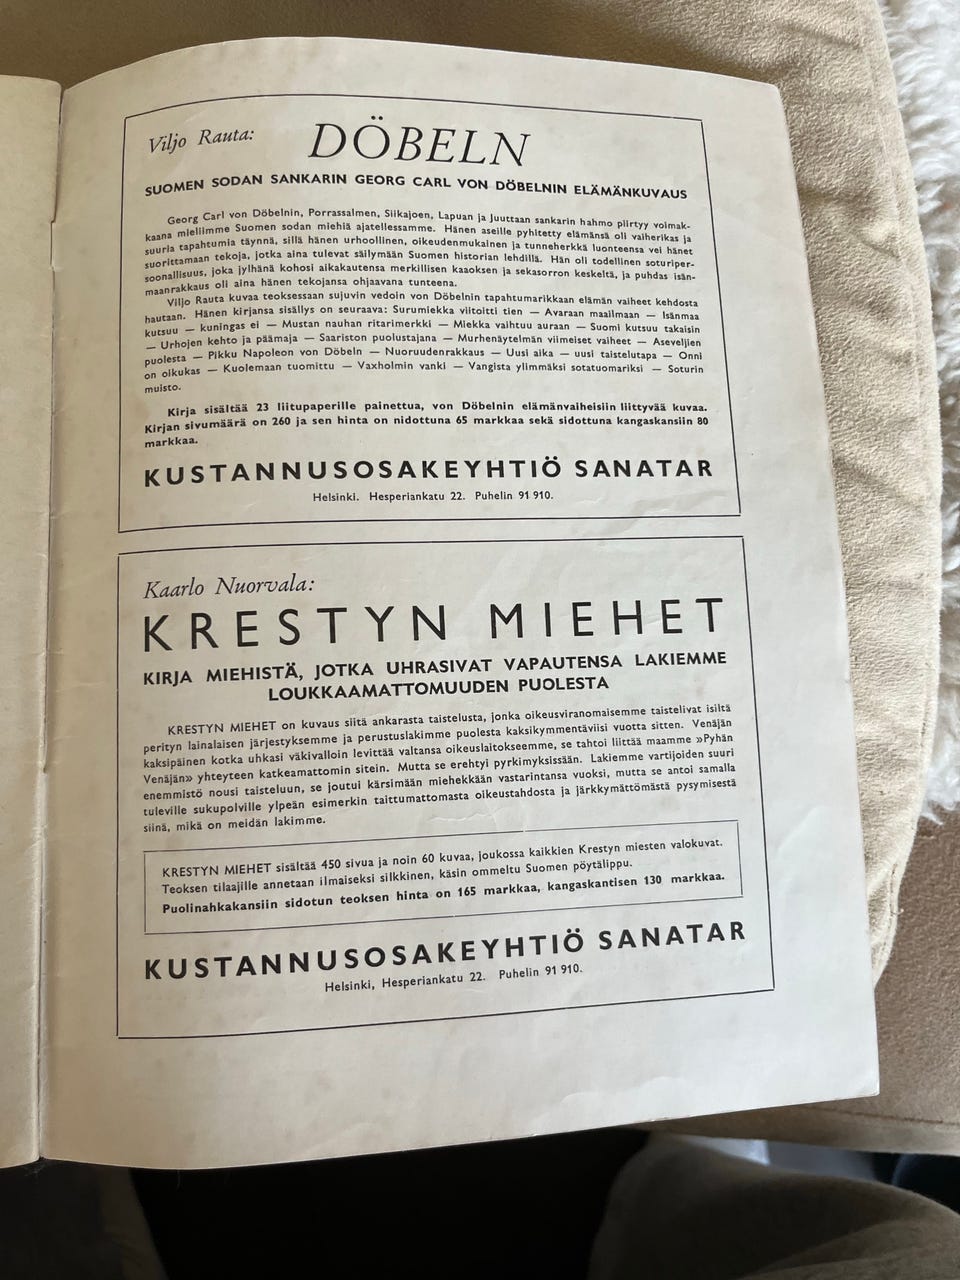 Viljo Rauta: DÖBELN
SUOMEN SODAN SANKARIN GEORG CARL VON DÖBELNIN ELÄMÄNKUVAUS
Georg Carl von Döbelnin, Porrassalmen, Siikajoen, Lapuan ja Juuttaan sankarin hahmo piirtyy voimak-
kaana mieliimme Suomen sodan miehiä ajatellessamme. Hänen aseille pyhitetty elämänsä oli vaiherikas ja
suuria tapahtumia täynnä, sillä hänen urhoollinen, oikeudenmukainen ja tunneherkkä luonteensa vei hänet
suorittamaan tekoja, jotka aina tulevat säilymään Suomen historian lehdillä. Hän oli todellinen soturiper-
soonallisuus, joka jylhänä kohosi aikakautensa merkillisen kaaoksen ja sekasorron keskeltä, ja puhdas isän-
maanrakkaus oli aina hänen tekojansa ohjaavana tunteena.
Viljo Rauta kuvaa teoksessaan sujuvin vedoin von Döbelnin tapahtumarikkaan elämän vaiheet kehdosta
hautaan. Hänen kirjansa sisällys on seuraava: Surumiekka viitoitti tien — Avaraan maailmaan — Isänmaa
kutsuu — kuningas ei — Mustan nauhan ritarimerkki — Miekka vaihtuu auraan — Suomi kutsuu takaisin
— Urhojen kehto ja päämaja — Saariston puolustajana — Murhenäytelmän viimeiset vaiheet — Aseveljien
puolesta — Pikku Napoleon von Döbeln — Nuoruudenrakkaus — Uusi aika — uusi taistelutapa — Onni
on oikukas — Kuolemaan tuomittu — Vaxholmin vanki — Vangista ylimmäksi sotatuomariksi — Soturin
muisto.
Kirja sisältää 23 liitupaperille painettua, von Döbelnin elämänvaiheisiin liittyvää kuvaa.
Kirjan sivumäärä on 260 ja sen hinta on nidottuna 65 markkaa sekä sidottuna kangaskansiin 80
markkaa.
KUSTANNUSOSAKEYHTIÖ SANATAR
Helsinki. Hesperiankatu 22. Puhelin 91 910.
Kaarlo Nuorvala:
KRESTYN MIEHET
KIRJA MIEHISTÄ, JOTKA UHRASIVAT VAPAUTENSA LAKIEMME
LOUKKAAMATTOMUUDEN PUOLESTA
KRESTYN MIEHET on kuvaus siitä ankarasta taistelusta, jonka oikeusviranomaisemme taistelivat isiltä
perityn lainalaisen järjestyksemme ja perustuslakimme puolesta kaksikymmentäviisi vuotta sitten. Venäjän
kaksipäinen kotka uhkasi väkivalloin levittää valtansa oikeuslaitokseemme, se tahtoi liittää maamme »Pyhän
Venäjän» yhteyteen katkeamattomin sitein. Mutta se erehtyi pyrkimyksissään. Lakiemme vartijoiden suuri
enemmistö nousi taisteluun, se joutui kärsimään miehekkään vastarintansa vuoksi, mutta se antoi samalla
tuleville sukupolville ylpeän esimerkin taittumattomasta oikeustahdosta ja järkkymättömästä pysymisestä
siinä, mikä on meidän lakimme.
KRESTYN MIEHET sisältää 450 sivua ja noin 60 kuvaa, joukossa kaikkien Krestyn miesten valokuvat.
Teoksen tilaajille annetaan ilmaiseksi silkkinen, käsin ommeltu Suomen pöytälippu.
Puolinahkakansiin sidotun teoksen hinta on 165 markkaa, kangaskantisen 130 markkaa.
KUSTANNUSOSAKEYHTIÖ SANATAR
Helsinki, Hesperiankatu 22. Puhelin 91 910.